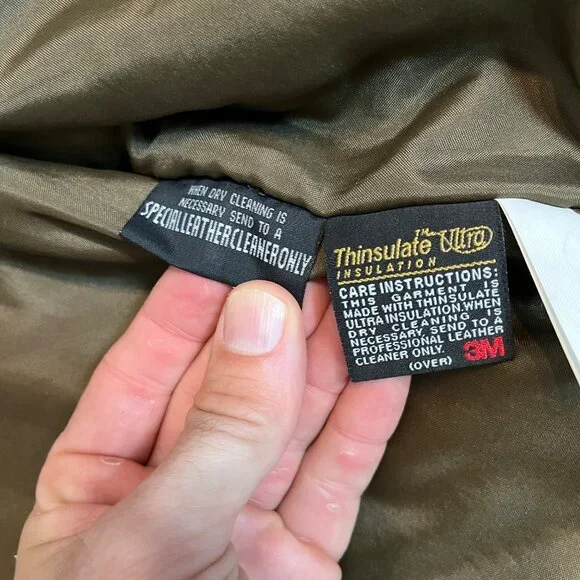 WHEN DRY CLEANING IS
NECESSARY SEND TO A
SPECIALLEATHERCLEANERONLY
Thinsulate™ Ultra
INSULATION
CARE INSTRUCTIONS:
THIS GARMENT IS
MADE WITH THINSULATE
ULTRA INSULATION.WHEN
DRY CLEANING IS
NECESSARY SEND TO A
PROFESSIONAL LEATHER
CLEANER ONLY.
3M
(OVER)